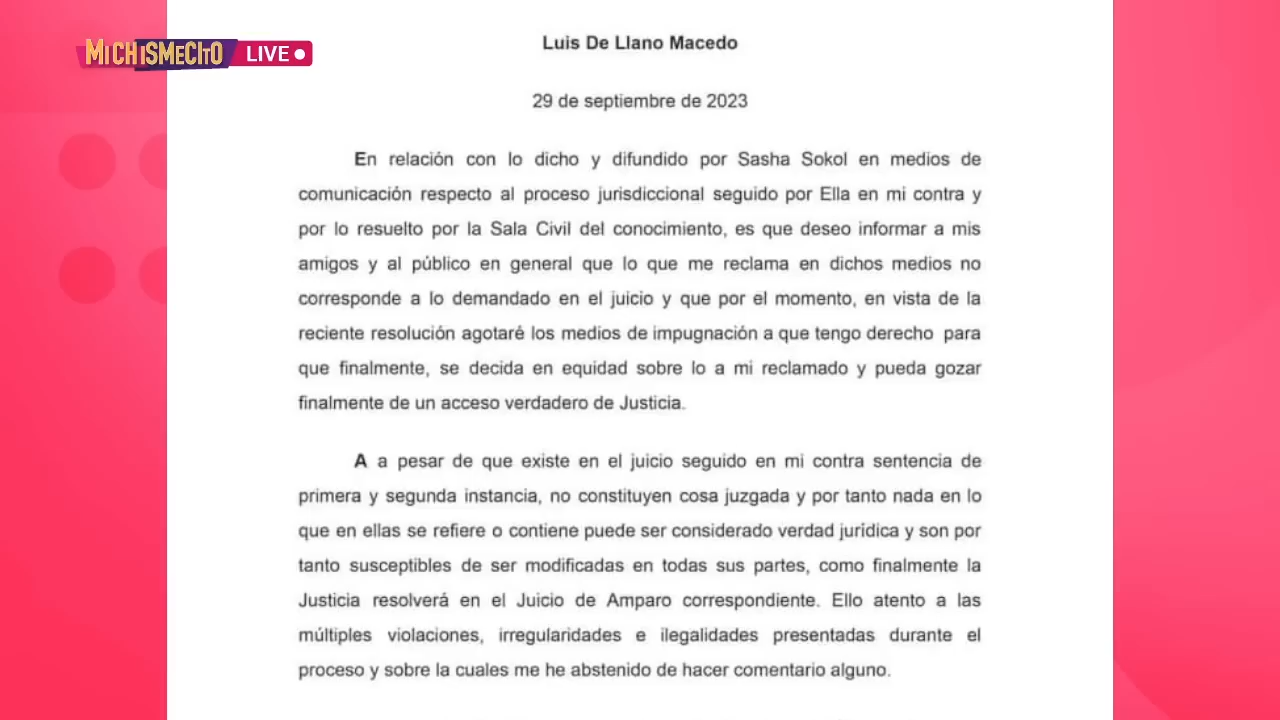 MICHISMECITO LIVE
Luis De Llano Macedo
29 de septiembre de 2023
En relación con lo dicho y difundido por Sasha Sokol en medios de
comunicación respecto al proceso jurisdiccional seguido por Ella en mi contra y
por lo resuelto por la Sala Civil del conocimiento, es que deseo informar a mis
amigos y al público en general que lo que me reclama en dichos medios no
corresponde a lo demandado en el juicio y que por el momento, en vista de la
reciente resolución agotaré los medios de impugnación a que tengo derecho para
que finalmente, se decida en equidad sobre lo a mi reclamado y pueda gozar
finalmente de un acceso verdadero de Justicia.
A a pesar de que existe en el juicio seguido en mi contra sentencia de
primera y segunda instancia, no constituyen cosa juzgada y por tanto nada en lo
que en ellas se refiere o contiene puede ser considerado verdad jurídica y son por
tanto susceptibles de ser modificadas en todas sus partes, como finalmente la
Justicia resolverá en el Juicio de Amparo correspondiente. Ello atento a las
múltiples violaciones, irregularidades e ilegalidades presentadas durante el
proceso y sobre la cuales me he abstenido de hacer comentario alguno.